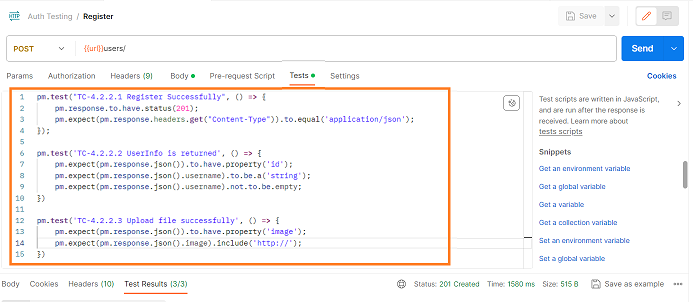 HTTP Auth Testing / Register Save
POST {{url}}users/ Send
Params Authorization Headers (9) Body Pre-request Script Tests Settings Cookies
1 pm.test("TC-4.2.2.1 Register Successfully", () => {
2 pm.response.to.have.status(201);
3 pm.expect(pm.response.headers.get("Content-Type")).to.equal('application/json');
4 });
5
6 pm.test('TC-4.2.2.2 UserInfo is returned', () => {
7 pm.expect(pm.response.json()).to.have.property('id');
8 pm.expect(pm.response.json().username).to.be.a('string');
9 pm.expect(pm.response.json().username).not.to.be.empty;
10 })
11
12 pm.test('TC-4.2.2.3 Upload file successfully', () => {
13 pm.expect(pm.response.json()).to.have.property('image');
14 pm.expect(pm.response.json().image).include('http://');
15 })
Test scripts are written in JavaScript,
and are run after the response is
received. Learn more about
tests scripts
Snippets
Get an environment variable
Get a global variable
Get a variable
Get a collection variable
Set an environment variable
Set a global variable
Body Cookies Headers (10) Test Results (3/3) Status: 201 Created Time: 1580 ms Size: 515 B Save as example